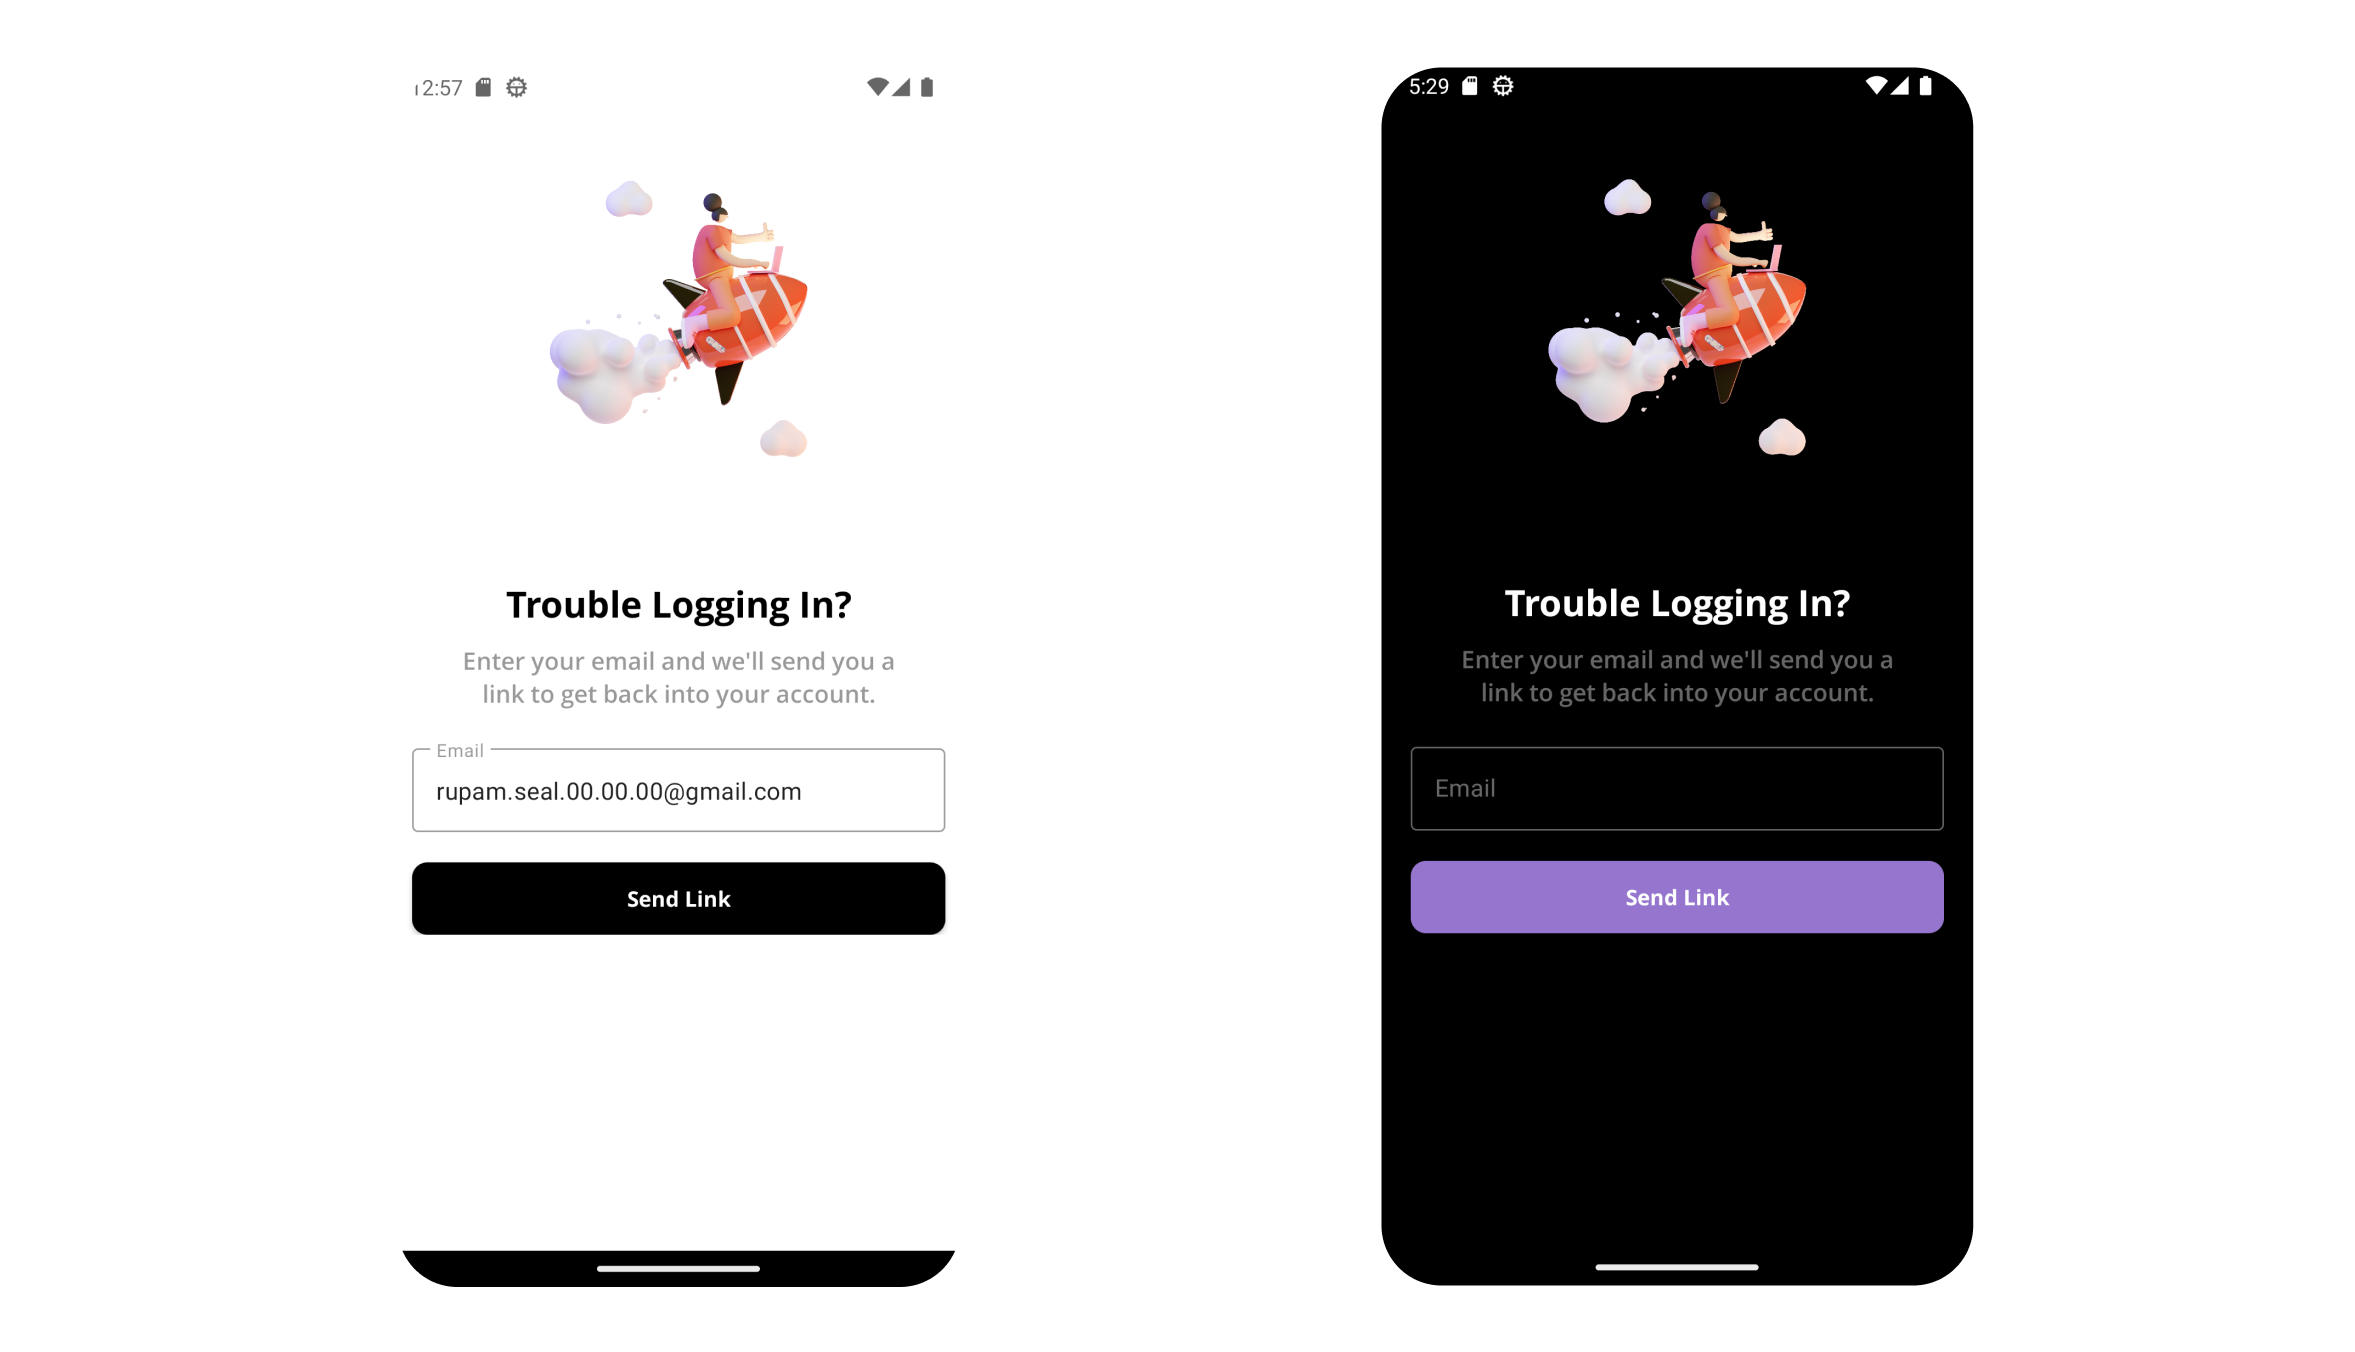 12:57
Trouble Logging In?
Enter your email and we'll send you a
link to get back into your account.
Email
rupam.seal.00.00.00@gmail.com
Send Link
5:29
Trouble Logging In?
Enter your email and we'll send you a
link to get back into your account.
Email
Send Link